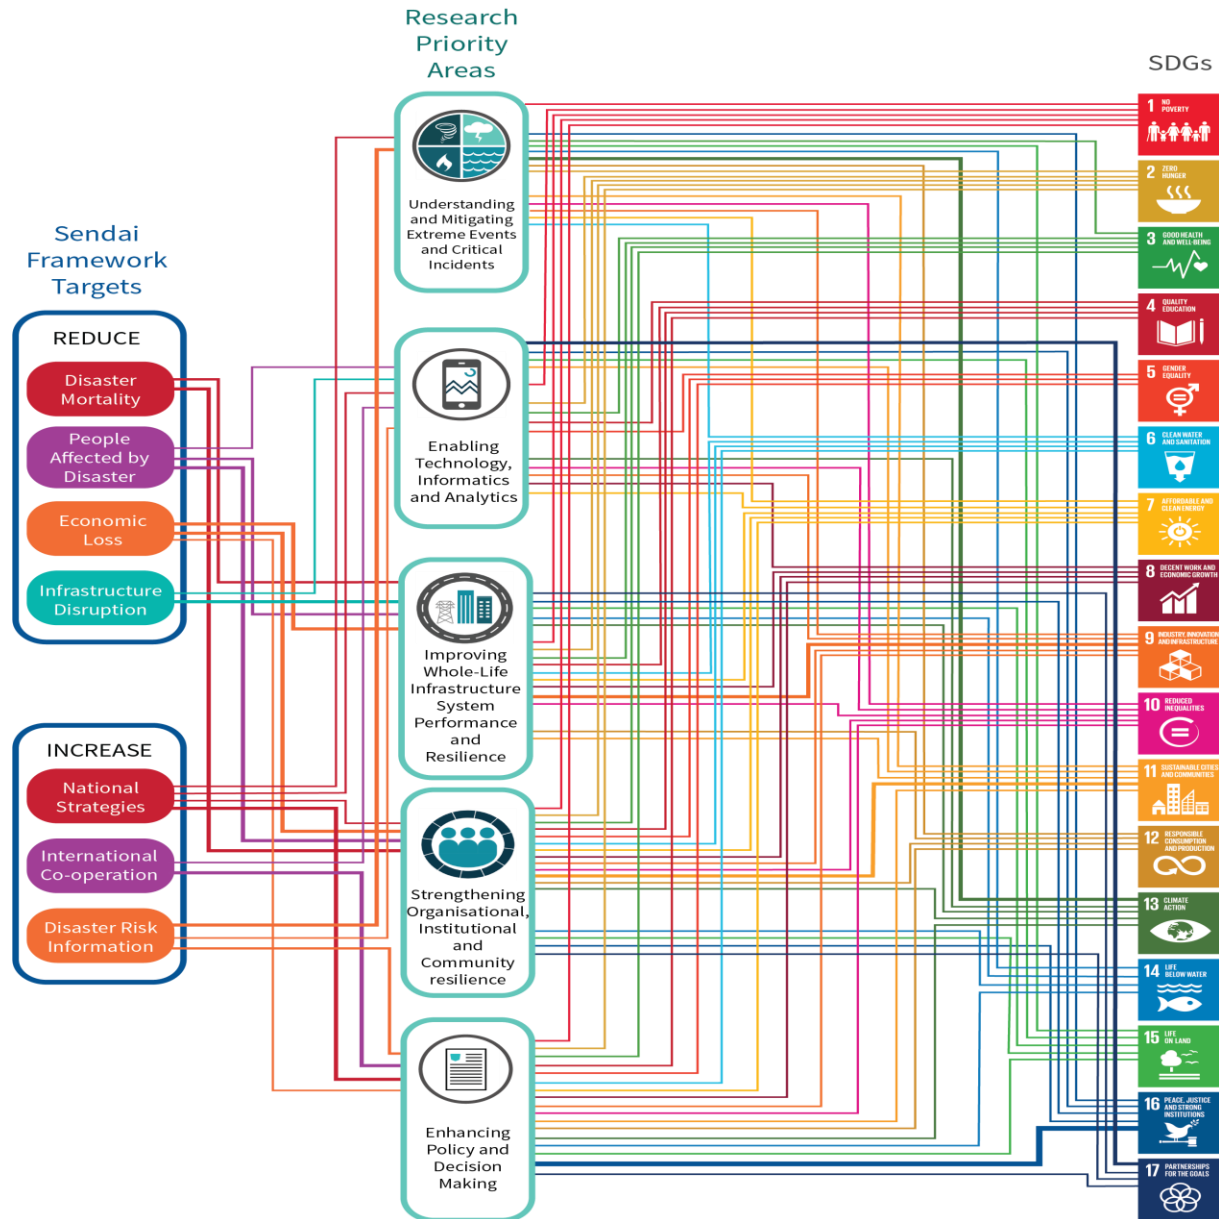 Research
Priority
Areas
SDGs
Sendai
Framework
Targets
REDUCE
Disaster
Mortality
People
Affected by
Disaster
Economic
Loss
Infrastructure
Disruption
INCREASE
National
Strategies
International
Co-operation
Disaster Risk
Information
Understanding
and Mitigating
Extreme Events
and Critical
Incidents
Enabling
Technology,
Informatics
and Analytics
Improving
Whole-Life
Infrastructure
System
Performance
and
Resilience
Strengthening
Organisational,
Institutional
and
Community
resilience
Enhancing
Policy and
Decision
Making
1 NO
POVERTY
2 ZERO
HUNGER
3 GOOD HEALTH
AND WELL-BEING
4 QUALITY
EDUCATION
5 GENDER
EQUALITY
6 CLEAN WATER
AND SANITATION
7 AFFORDABLE AND
CLEAN ENERGY
8 DECENT WORK AND
ECONOMIC GROWTH
9 INDUSTRY, INNOVATION
AND INFRASTRUCTURE
10 REDUCED
INEQUALITIES
11 SUSTAINABLE CITIES
AND COMMUNITIES
12 RESPONSIBLE
CONSUMPTION
AND PRODUCTION
13 CLIMATE
ACTION
14 LIFE
BELOW WATER
15 LIFE
ON LAND
16 PEACE, JUSTICE
AND STRONG
INSTITUTIONS
17 PARTNERSHIPS
FOR THE GOALS